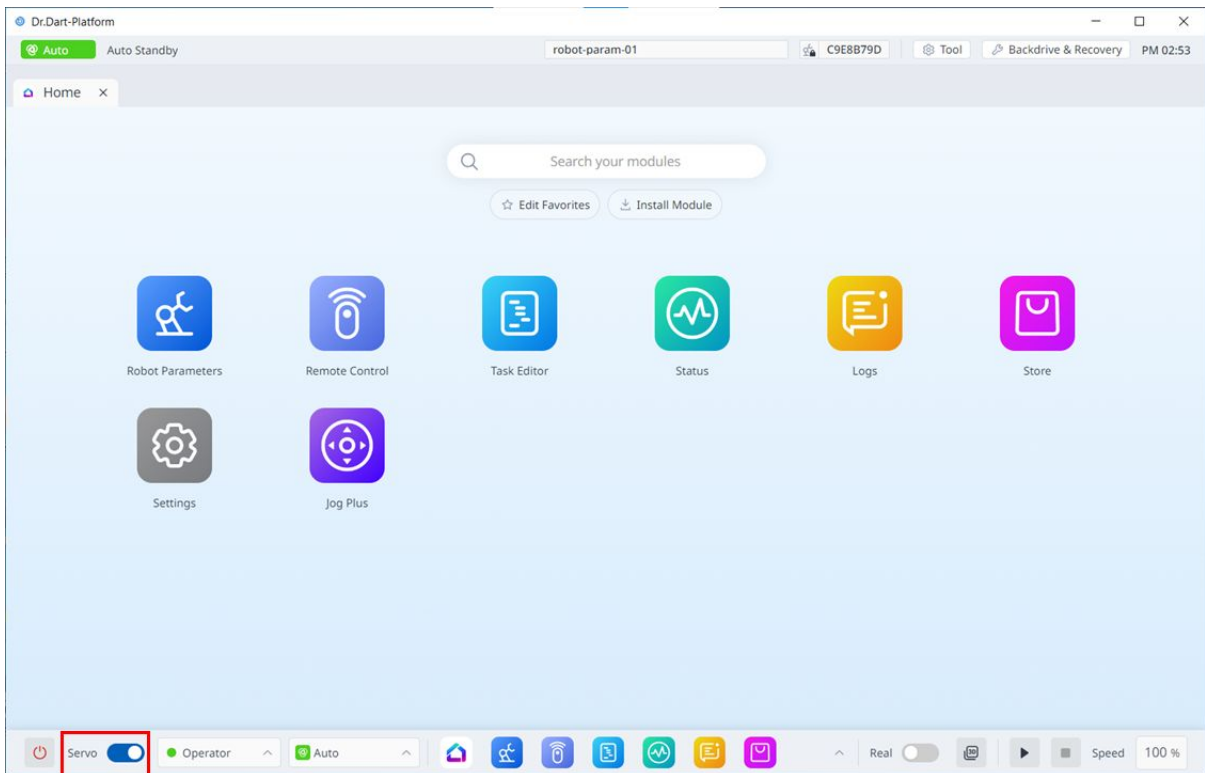 Dr.Dart-Platform
Auto Auto Standby robot-param-01 C9E8B79D Tool Backdrive & Recovery PM 02:53
Home
Search your modules
Edit Favorites Install Module
Robot Parameters Remote Control Task Editor Status Logs Store
Settings Jog Plus
Servo Operator Auto Real 3D Speed 100 %